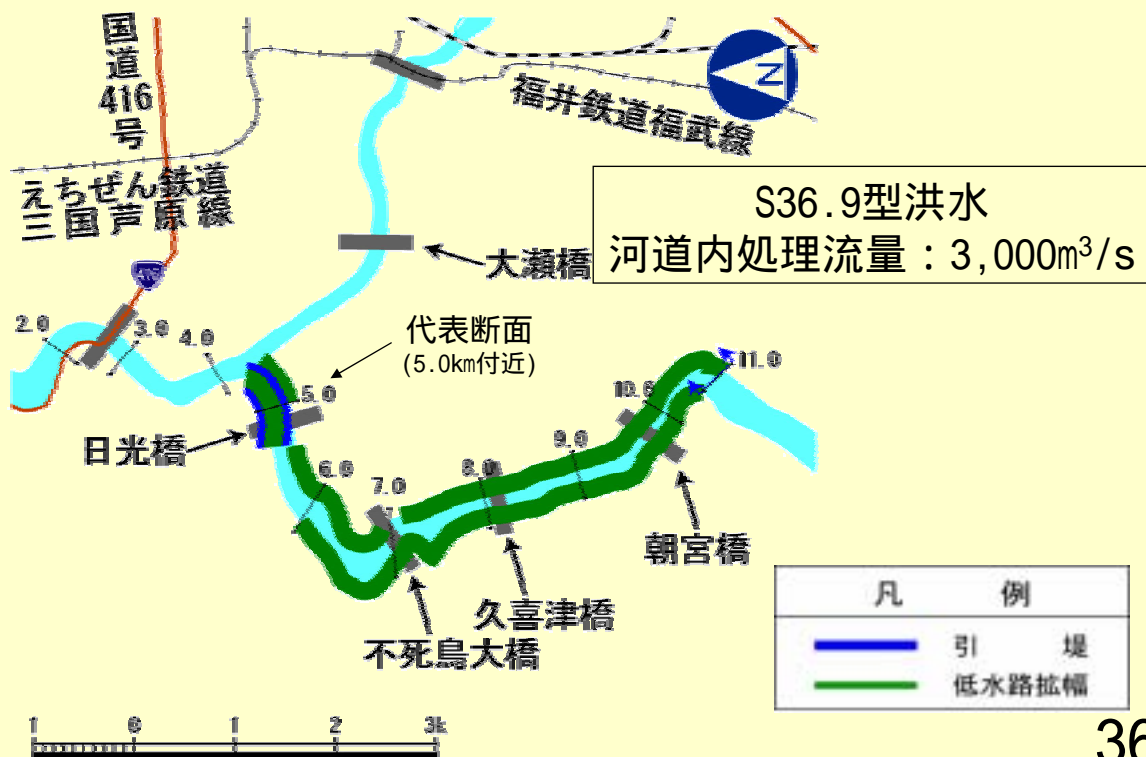 国道416号
福井鉄道福武線
N
えちぜん鉄道
三国芦原線
416
S36.9型洪水
河道内処理流量：3,000m³/s
大瀬橋
2.0
3.0
4.0
代表断面
(5.0km付近)
5.0
日光橋
6.0
7.0
8.0
9.0
10.0
11.0
朝宮橋
久喜津橋
不死鳥大橋
凡 例
引 堤
低水路拡幅
1 0 1 2 3k
36